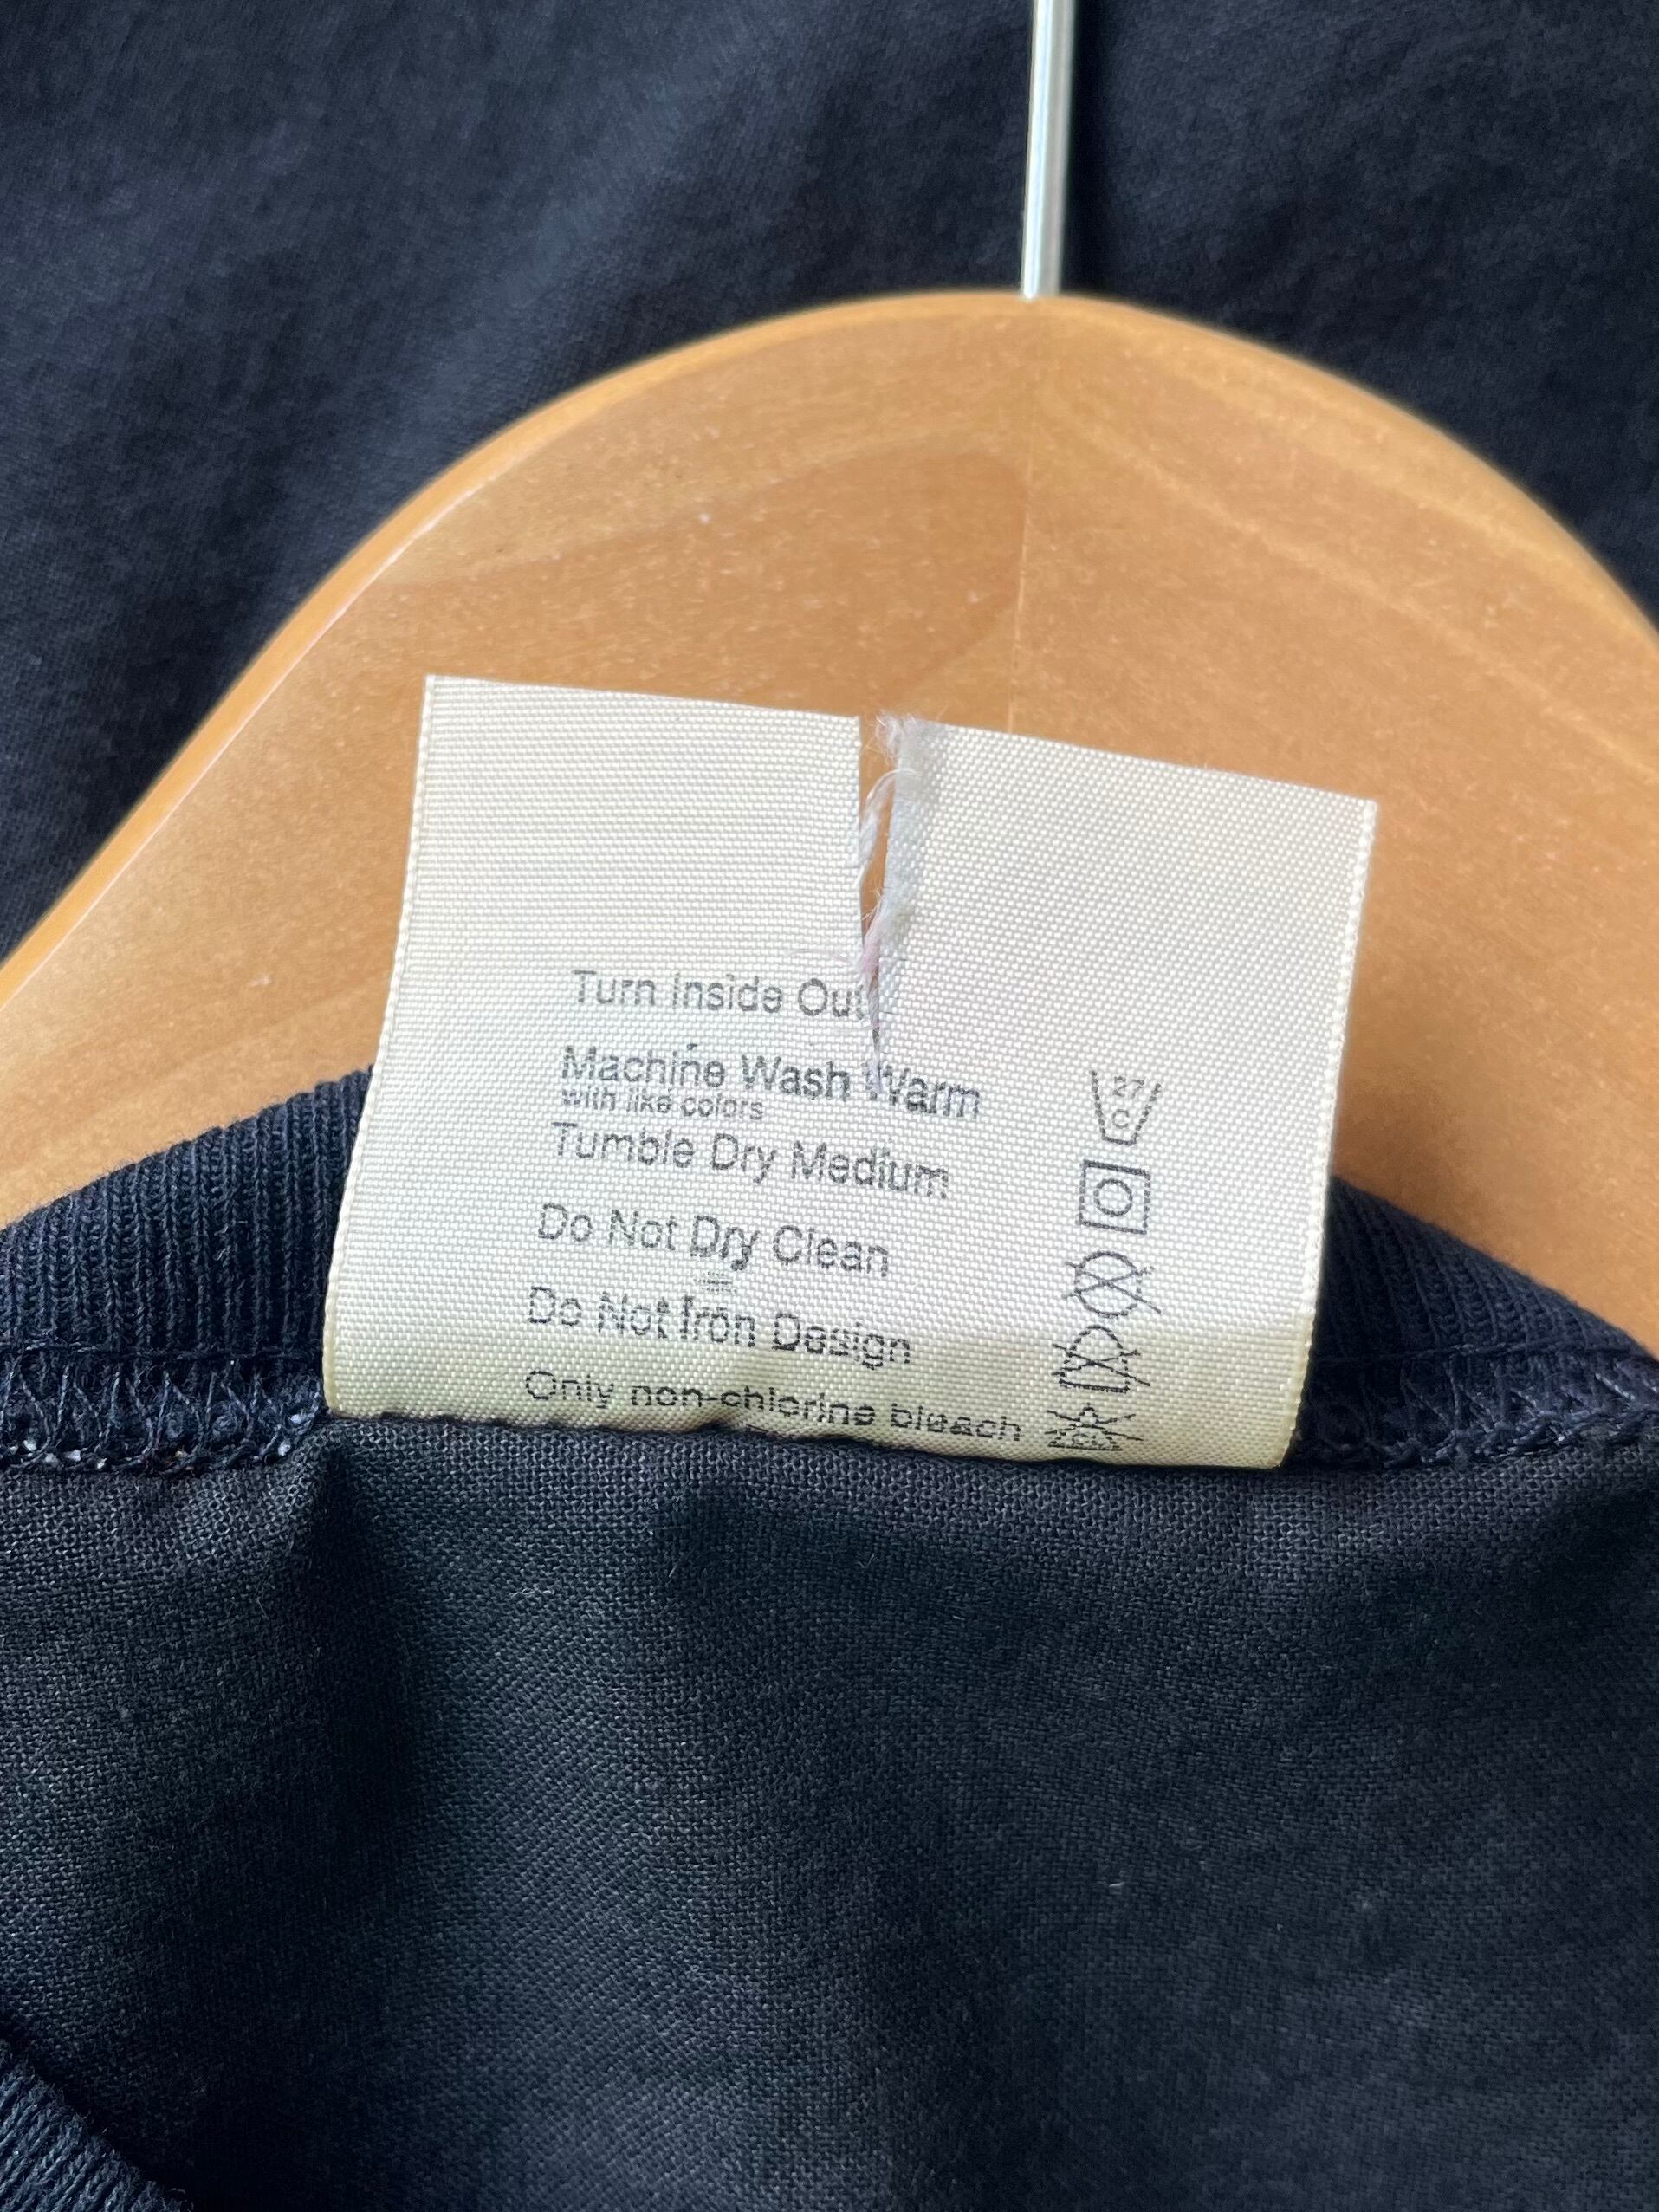 Turn Inside Out
Machine Wash Warm
with like colors
Tumble Dry Medium
Do Not Dry Clean
Do Not Iron Design
Only non-chlorine bleach
27
C
CL